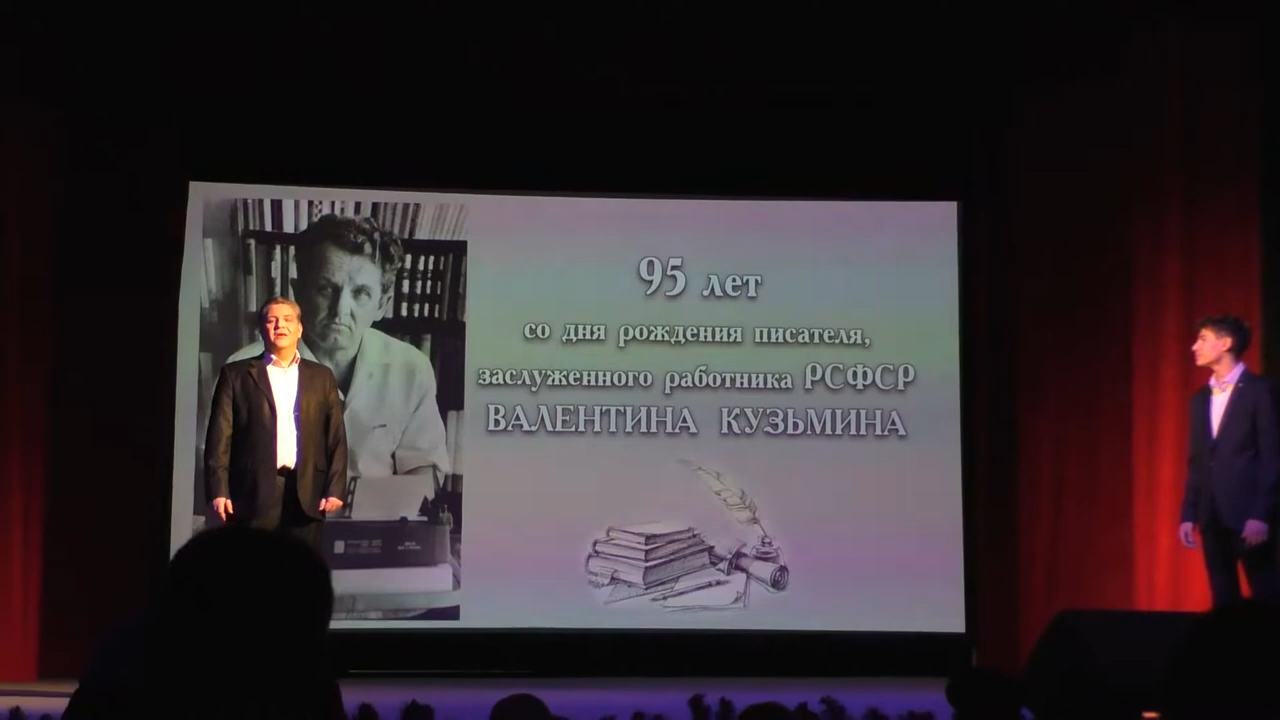 95 лет
со дня рождения писателя,
заслуженного работника РСФСР
ВАЛЕНТИНА КУЗЬМИНА